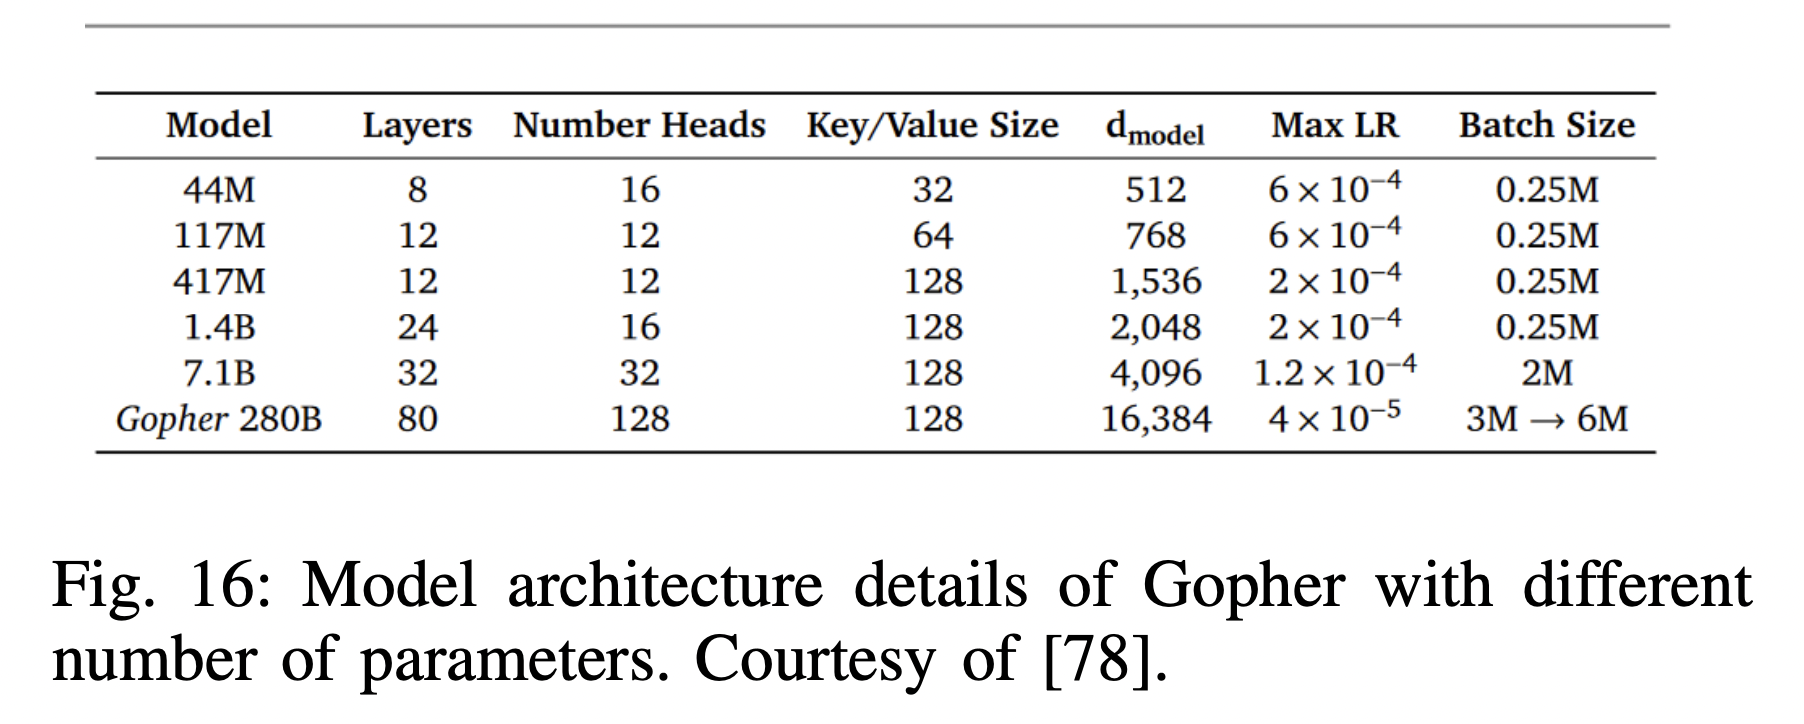 Model Layers Number Heads Key/Value Size d_model Max LR Batch Size
44M 8 16 32 512 6 × 10⁻⁴ 0.25M
117M 12 12 64 768 6 × 10⁻⁴ 0.25M
417M 12 12 128 1,536 2 × 10⁻⁴ 0.25M
1.4B 24 16 128 2,048 2 × 10⁻⁴ 0.25M
7.1B 32 32 128 4,096 1.2 × 10⁻⁴ 2M
Gopher 280B 80 128 128 16,384 4 × 10⁻⁵ 3M → 6M
Fig. 16: Model architecture details of Gopher with different
number of parameters. Courtesy of [78].